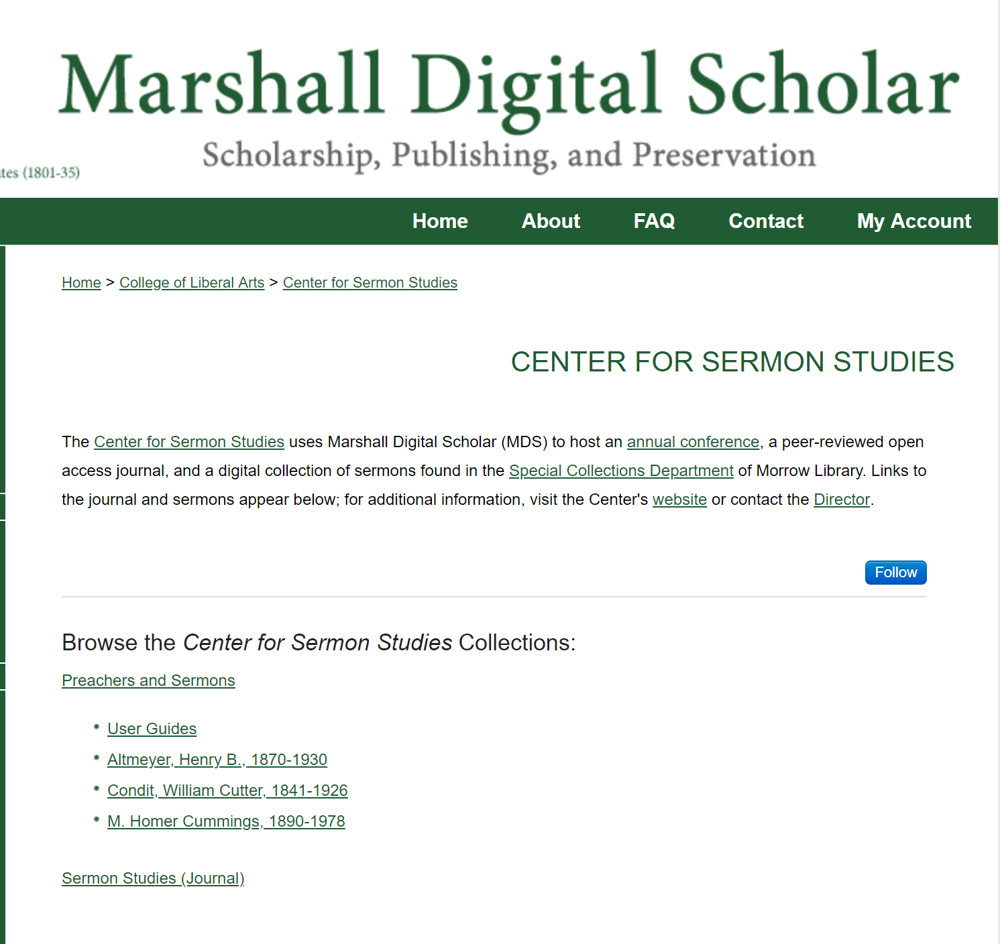 Marshall Digital Scholar
Scholarship, Publishing, and Preservation
(1801-35)
Home About FAQ Contact My Account
Home > College of Liberal Arts > Center for Sermon Studies
CENTER FOR SERMON STUDIES
The Center for Sermon Studies uses Marshall Digital Scholar (MDS) to host an annual conference, a peer-reviewed open
access journal, and a digital collection of sermons found in the Special Collections Department of Morrow Library. Links to
the journal and sermons appear below; for additional information, visit the Center's website or contact the Director.
Follow
Browse the Center for Sermon Studies Collections:
Preachers and Sermons
User Guides
Altmeyer, Henry B., 1870-1930
Condit, William Cutter, 1841-1926
M. Homer Cummings, 1890-1978
Sermon Studies (Journal)